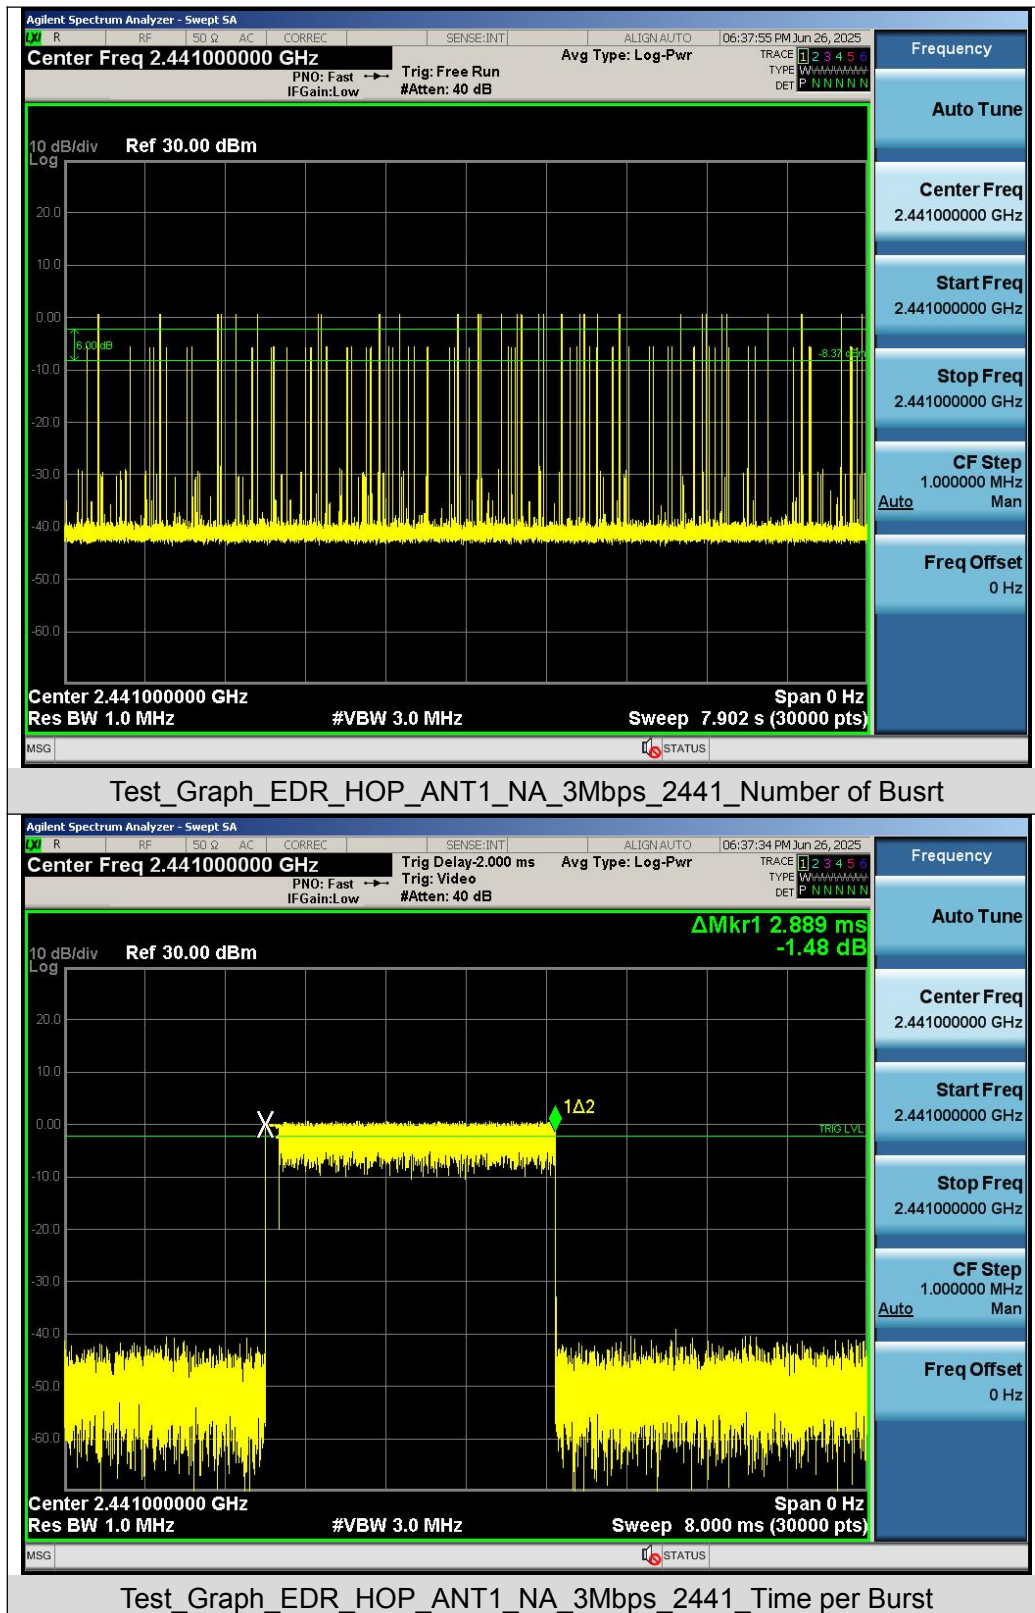 Agilent Spectrum Analyzer - Swept SA
LXI R RF 50 Ω AC CORREC SENSE:INT ALIGN AUTO 06:37:55 PM Jun 26, 2025
Center Freq 2.441000000 GHz Avg Type: Log-Pwr TRACE 1 2 3 4 5 6
PNO: Fast Trig: Free Run TYPE
IFGain:Low #Atten: 40 dB DET P N N N N N
Frequency
Auto Tune
10 dB/div Ref 30.00 dBm
Log
20.0
10.0
0.00
6.00 dB
-8.37 dBm
-10.0
-20.0
-30.0
-40.0
-50.0
-60.0
Center Freq
2.441000000 GHz
Start Freq
2.441000000 GHz
Stop Freq
2.441000000 GHz
CF Step
1.000000 MHz
Auto Man
Freq Offset
0 Hz
Center 2.441000000 GHz Span 0 Hz
Res BW 1.0 MHz #VBW 3.0 MHz Sweep 7.902 s (30000 pts)
MSG STATUS
Test_Graph_EDR_HOP_ANT1_NA_3Mbps_2441_Number of Busrt
Agilent Spectrum Analyzer - Swept SA
LXI R RF 50 Ω AC CORREC SENSE:INT ALIGN AUTO 06:37:34 PM Jun 26, 2025
Center Freq 2.441000000 GHz Trig Delay-2.000 ms Avg Type: Log-Pwr TRACE 1 2 3 4 5 6
PNO: Fast Trig: Video TYPE
IFGain:Low #Atten: 40 dB DET P N N N N N
Frequency
Auto Tune
ΔMkr1 2.889 ms
-1.48 dB
10 dB/div Ref 30.00 dBm
Log
20.0
10.0
0.00
X
1Δ2
TRIG LVL
-10.0
-20.0
-30.0
-40.0
-50.0
-60.0
Center Freq
2.441000000 GHz
Start Freq
2.441000000 GHz
Stop Freq
2.441000000 GHz
CF Step
1.000000 MHz
Auto Man
Freq Offset
0 Hz
Center 2.441000000 GHz Span 0 Hz
Res BW 1.0 MHz #VBW 3.0 MHz Sweep 8.000 ms (30000 pts)
MSG STATUS
Test_Graph_EDR_HOP_ANT1_NA_3Mbps_2441_Time per Burst